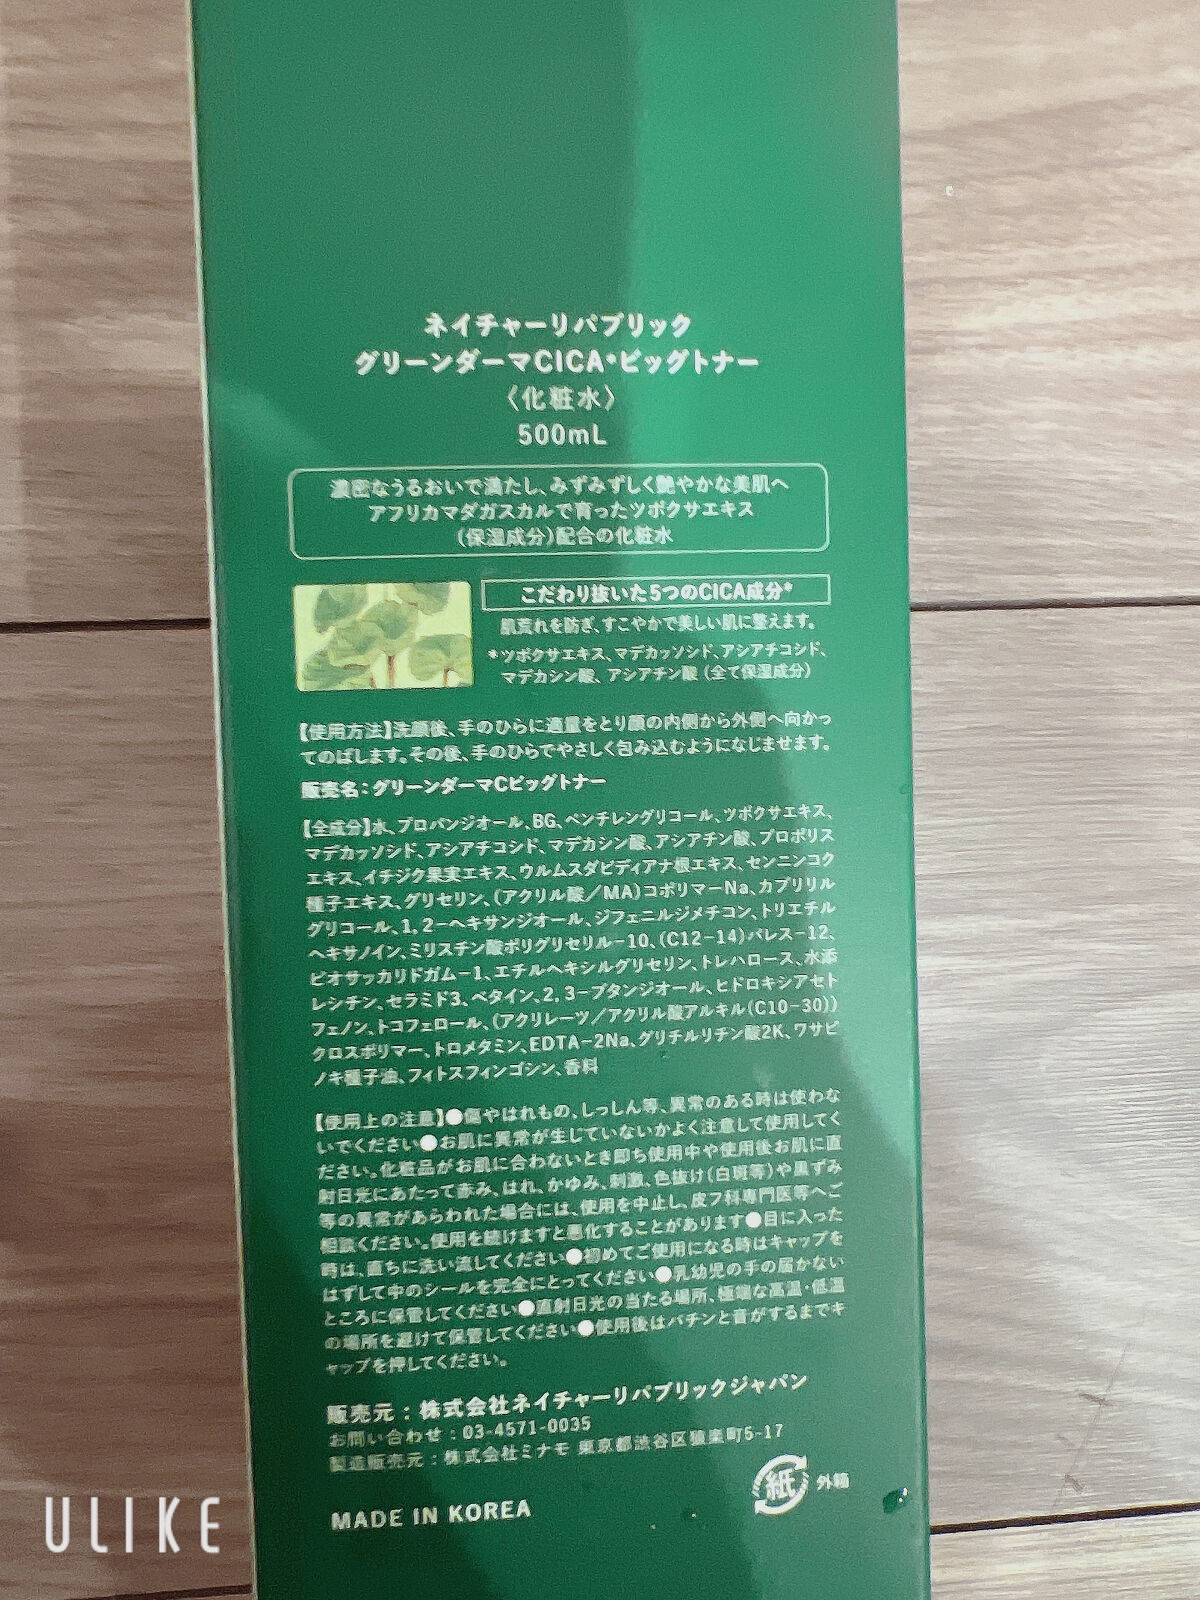 ネイチャーリパブリック
グリーンダーマCICA*ビッグトナー
〈化粧水〉
500mL
濃密なうるおいで満たし、みずみずしく艶やかな美肌へ
アフリカマダガスカルで育ったツボクサエキス
(保湿成分)配合の化粧水
こだわり抜いた5つのCICA成分*
肌荒れを防ぎ、すこやかで美しい肌に整えます。
*ツボクサエキス、マデカッソシド、アシアチコシド、
マデカシン酸、アシアチン酸(全て保湿成分)
【使用方法】洗顔後、手のひらに適量をとり顔の内側から外側へ向かっ
てのばします。その後、手のひらでやさしく包み込むようになじませます。
販売名:グリーンダーマCビッグトナー
【全成分】水、プロパンジオール、BG、ペンチレングリコール、ツボクサエキス、
マデカッソシド、アシアチコシド、マデカシン酸、アシアチン酸、プロポリス
エキス、イチジク果実エキス、ウルムスダビディアナ根エキス、センニンコク
種子エキス、グリセリン、(アクリル酸/MA)コポリマーNa、カプリリル
グリコール、1,2-ヘキサンジオール、ジフェニルジメチコン、トリエチル
ヘキサノイン、ミリスチン酸ポリグリセリル-10、(C12-14)パレス-12、
ビオサッカリドガム-1、エチルヘキシルグリセリン、トレハロース、水添
レシチン、セラミド3、ベタイン、2,3-ブタンジオール、ヒドロキシアセト
フェノン、トコフェロール、(アクリレーツ/アクリル酸アルキル(C10-30))
クロスポリマー、トロメタミン、EDTA-2Na、グリチルリチン酸2K、ワサビ
ノキ種子油、フィトスフィンゴシン、香料
【使用上の注意】●傷やはれもの、しっしん等、異常のある時は使わな
いでください●お肌に異常が生じていないかよく注意して使用してく
ださい。化粧品がお肌に合わないとき即ち使用中や使用後お肌に直
射日光にあたって赤み、はれ、かゆみ、刺激、色抜け(白斑等)や黒ずみ
等の異常があらわれた場合には、使用を中止し、皮フ科専門医等へご
相談ください。使用を続けますと悪化することがあります●目に入った
時は、直ちに洗い流してください●初めてご使用になる時はキャップを
はずして中のシールを完全にとってください●乳幼児の手の届かない
ところに保管してください●直射日光の当たる場所、極端な高温・低温
の場所を避けて保管してください●使用後はパチンと音がするまでキ
ャップを押してください。
販売元:株式会社ネイチャーリパブリックジャパン
お問い合わせ:03-4571-0035
製造販売元:株式会社ミナモ 東京都渋谷区猿楽町5-17
紙 外箱
MADE IN KOREA
ULIKE